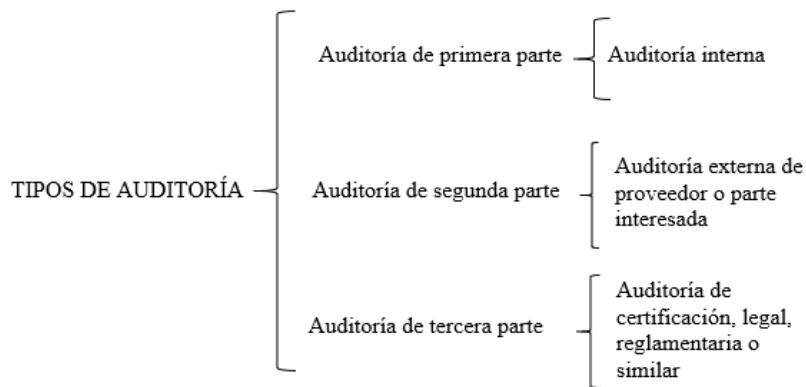 Auditoría de primera parte
Auditoría interna
TIPOS DE AUDITORÍA
Auditoría de segunda parte
Auditoría externa de
proveedor o parte
interesada
Auditoría de tercera parte
Auditoría de
certificación, legal,
reglamentaria o
similar